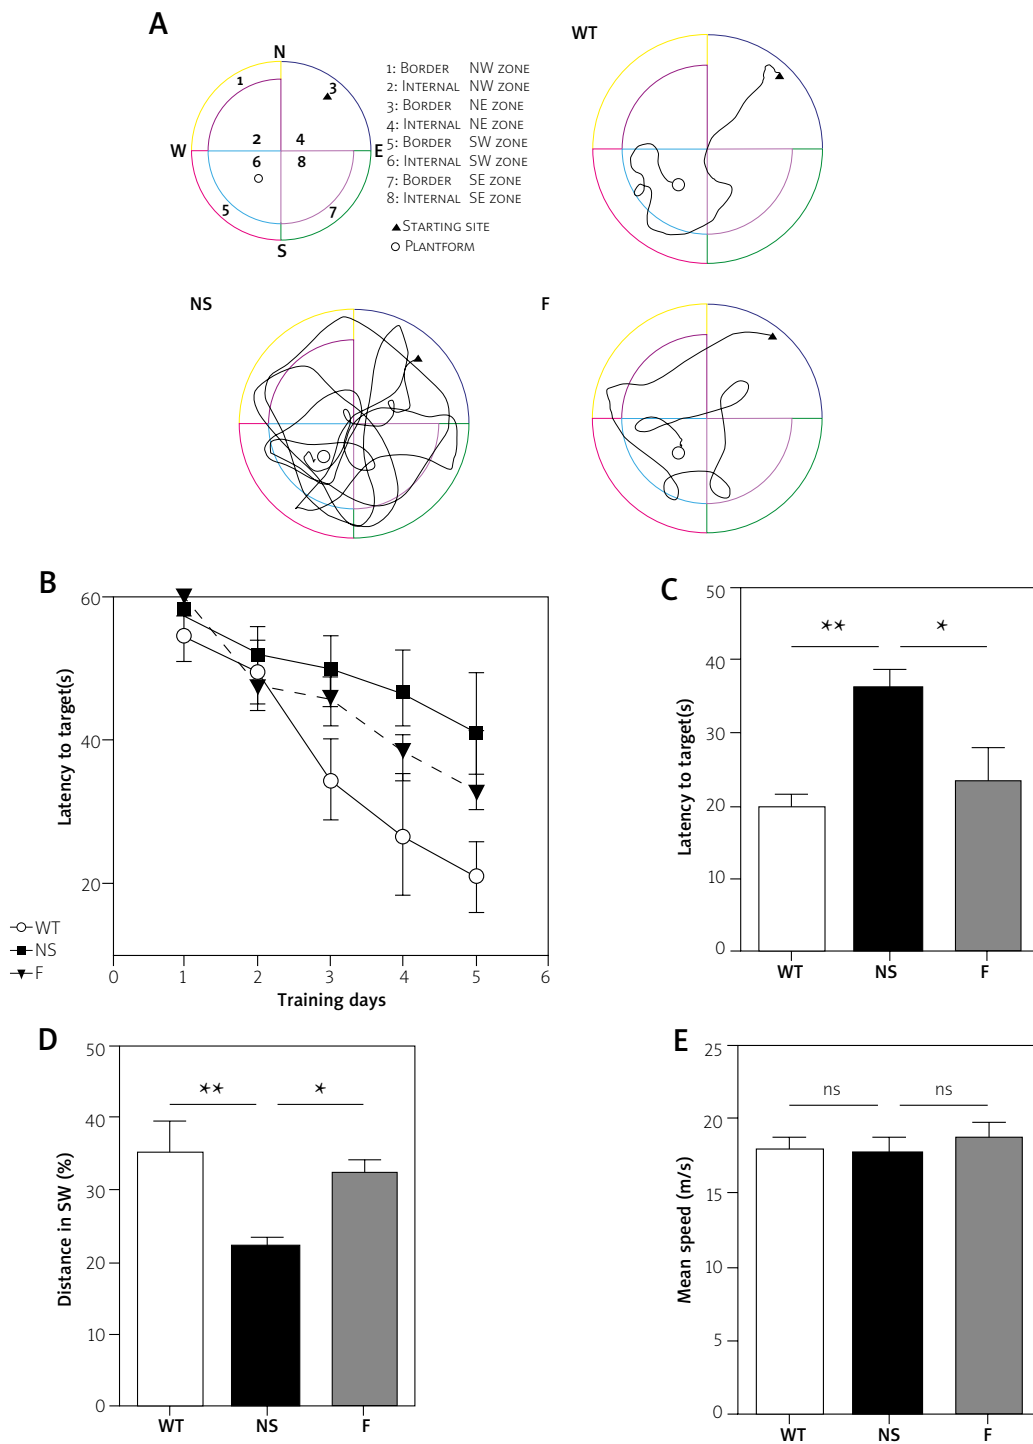 A
N
W
E
S
1
3
2
4
6
8
5
7
1: BORDER NW ZONE
2: INTERNAL NW ZONE
3: BORDER NE ZONE
4: INTERNAL NE ZONE
5: BORDER SW ZONE
6: INTERNAL SW ZONE
7: BORDER SE ZONE
8: INTERNAL SE ZONE
STARTING SITE
PLANTFORM
WT
NS
F
B
Latency to target(s)
60
40
20
0 1 2 3 4 5 6
Training days
WT
NS
F
C
Latency to target(s)
50
40
30
20
10
0
** *
WT NS F
D
Distance in SW (%)
50
40
30
20
10
0
** *
WT NS F
E
Mean speed (m/s)
25
20
15
10
5
0
ns ns
WT NS F